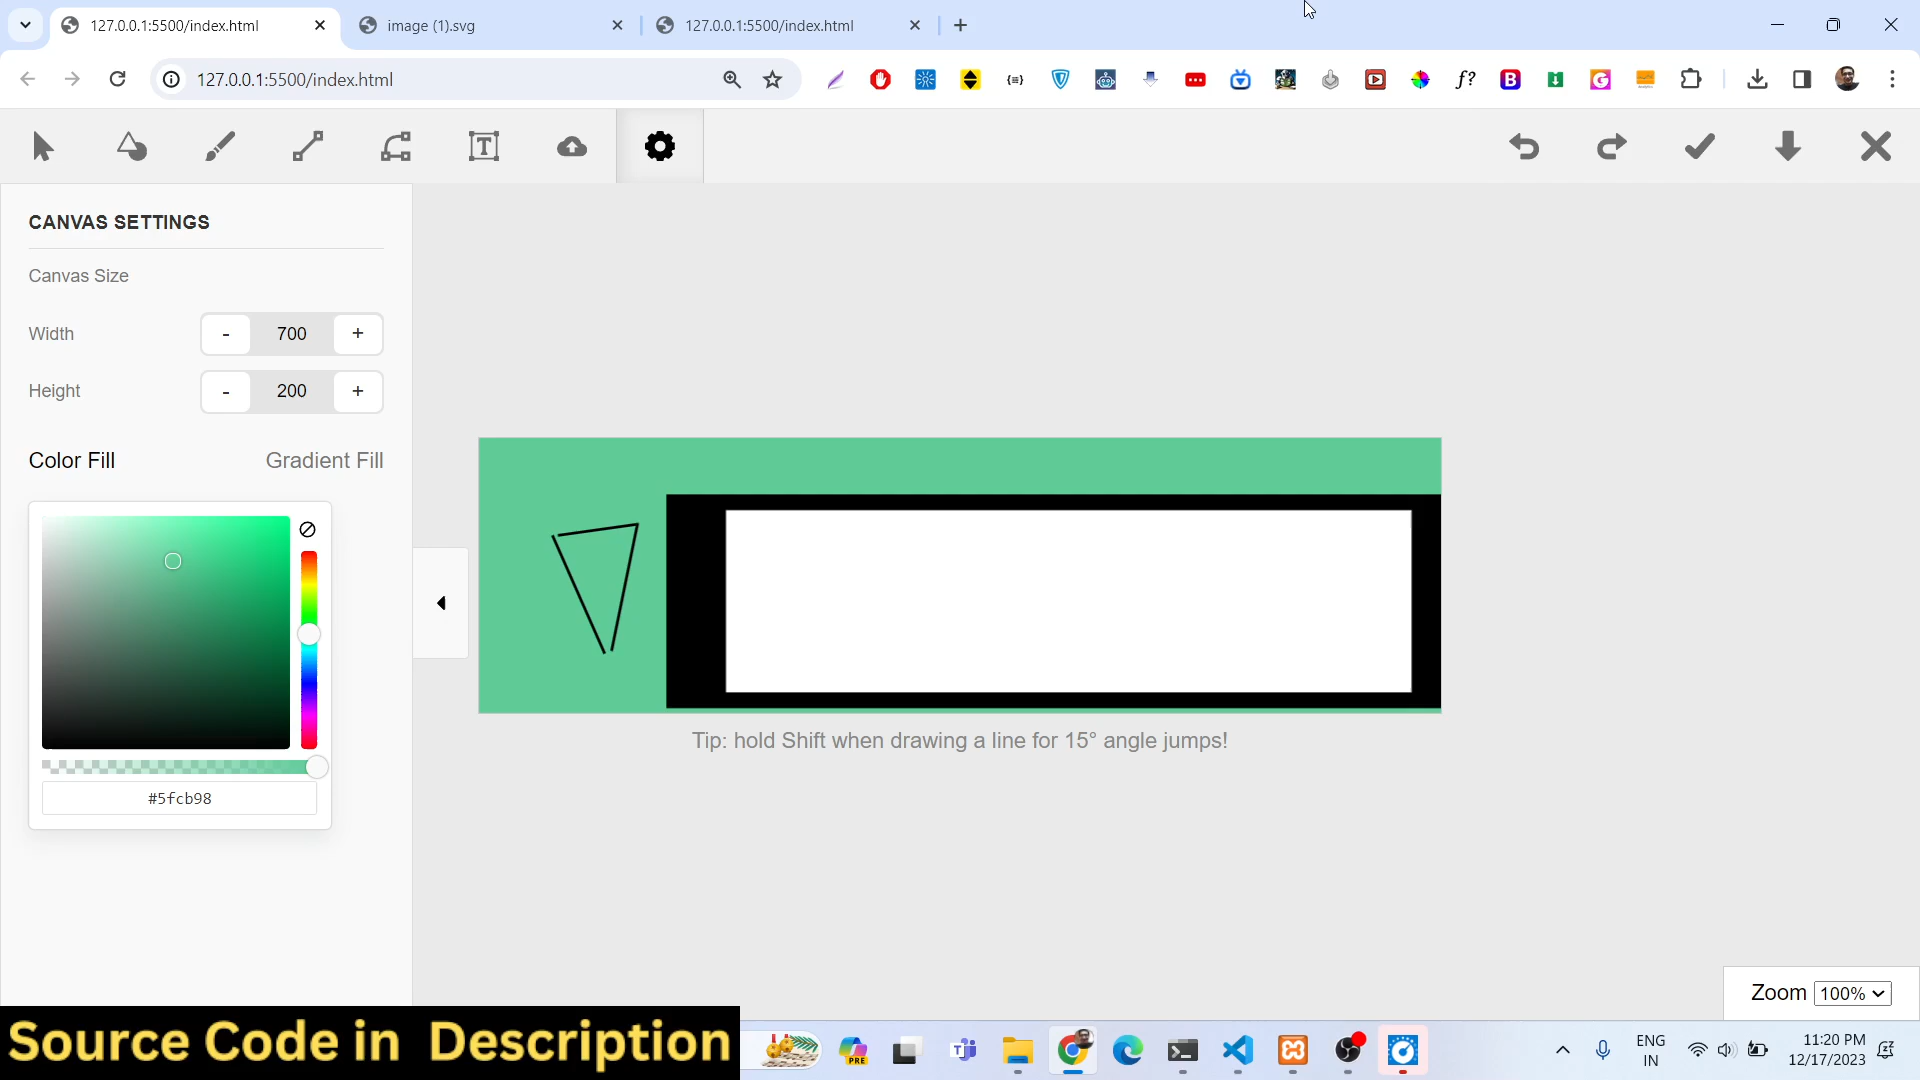 127.0.0.1:5500/index.html
image (1).svg
127.0.0.1:5500/index.html
127.0.0.1:5500/index.html
CANVAS SETTINGS
Canvas Size
Width
- 700 +
Height
- 200 +
Color Fill
Gradient Fill
#5fcb98
Tip: hold Shift when drawing a line for 15° angle jumps!
Zoom 100%
Source Code in Description
PRE
ENG
IN
11:20 PM
12/17/2023